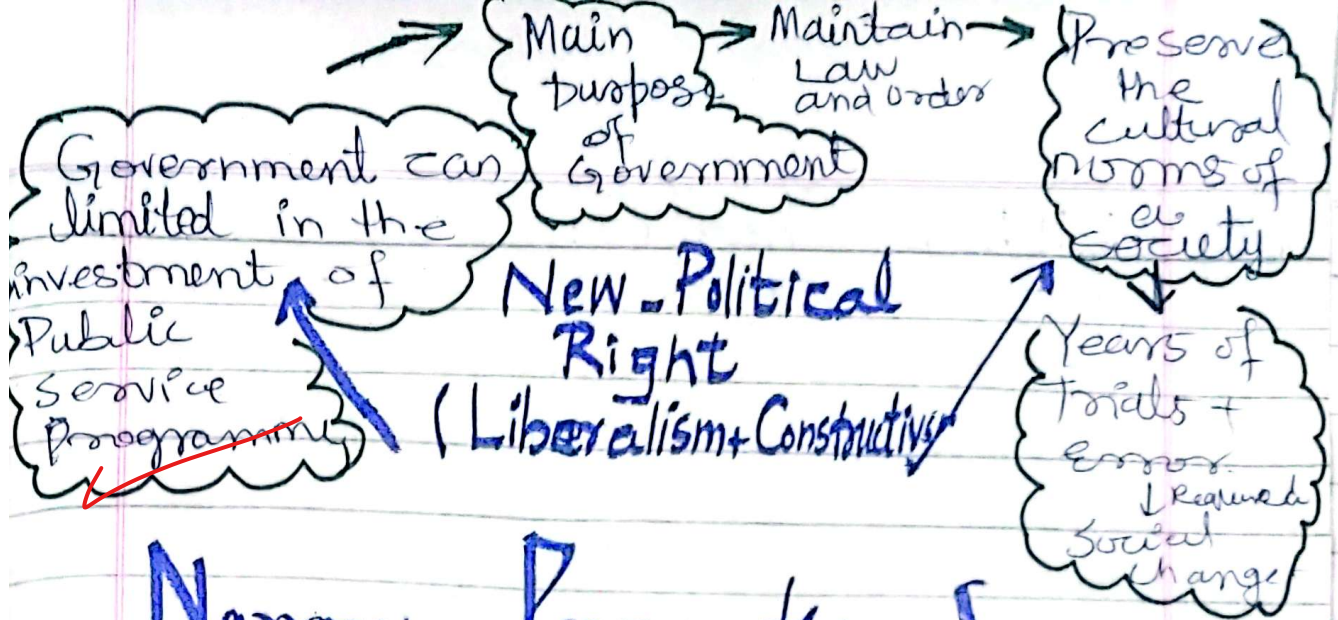 Main
purpose
of
Government
Maintain
Law
and order
Preserve
the
cultural
norms of
a
society
Government can
limited in the
investment of
Public
Service
Programme
New-Political
Right
(Liberalism+Constructivs
Years of
Trials +
Error
↓ Required
Social
change